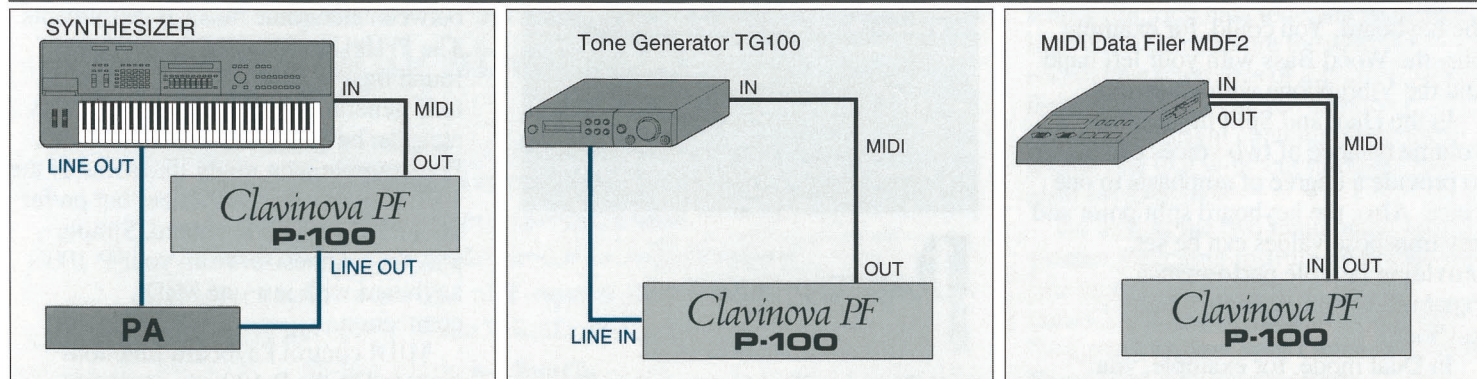 SYNTHESIZER
IN
MIDI
LINE OUT
OUT
Clavinova PF
P-100
LINE OUT
PA
Tone Generator TG100
IN
MIDI
OUT
LINE IN
Clavinova PF
P-100
MIDI Data Filer MDF2
IN
OUT
MIDI
IN
OUT
Clavinova PF
P-100